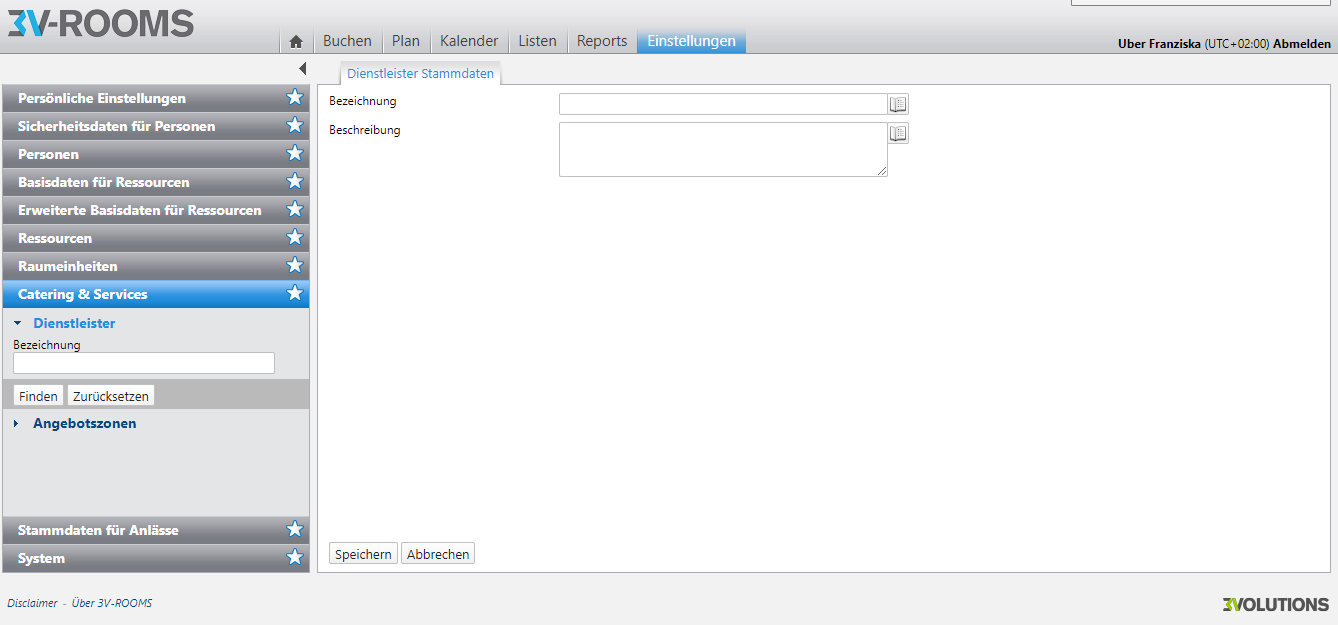 3V-ROOMS
Buchen Plan Kalender Listen Reports Einstellungen
Uber Franziska (UTC+02:00) Abmelden
Dienstleister Stammdaten
Persönliche Einstellungen
Sicherheitsdaten für Personen
Personen
Basisdaten für Ressourcen
Erweiterte Basisdaten für Ressourcen
Ressourcen
Raumeinheiten
Catering & Services
Dienstleister
Bezeichnung
Finden Zurücksetzen
Angebotszonen
Stammdaten für Anlässe
System
Bezeichnung
Beschreibung
Speichern Abbrechen
Disclaimer - Über 3V-ROOMS
3VOLUTIONS